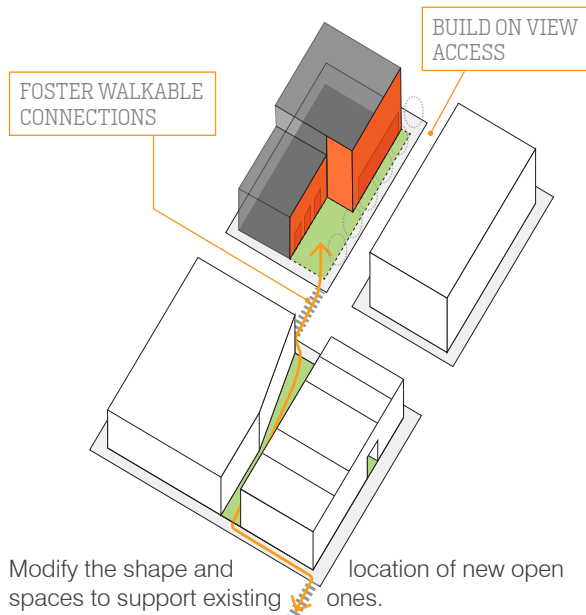 BUILD ON VIEW
ACCESS
FOSTER WALKABLE
CONNECTIONS
Modify the shape and location of new open
spaces to support existing ones.